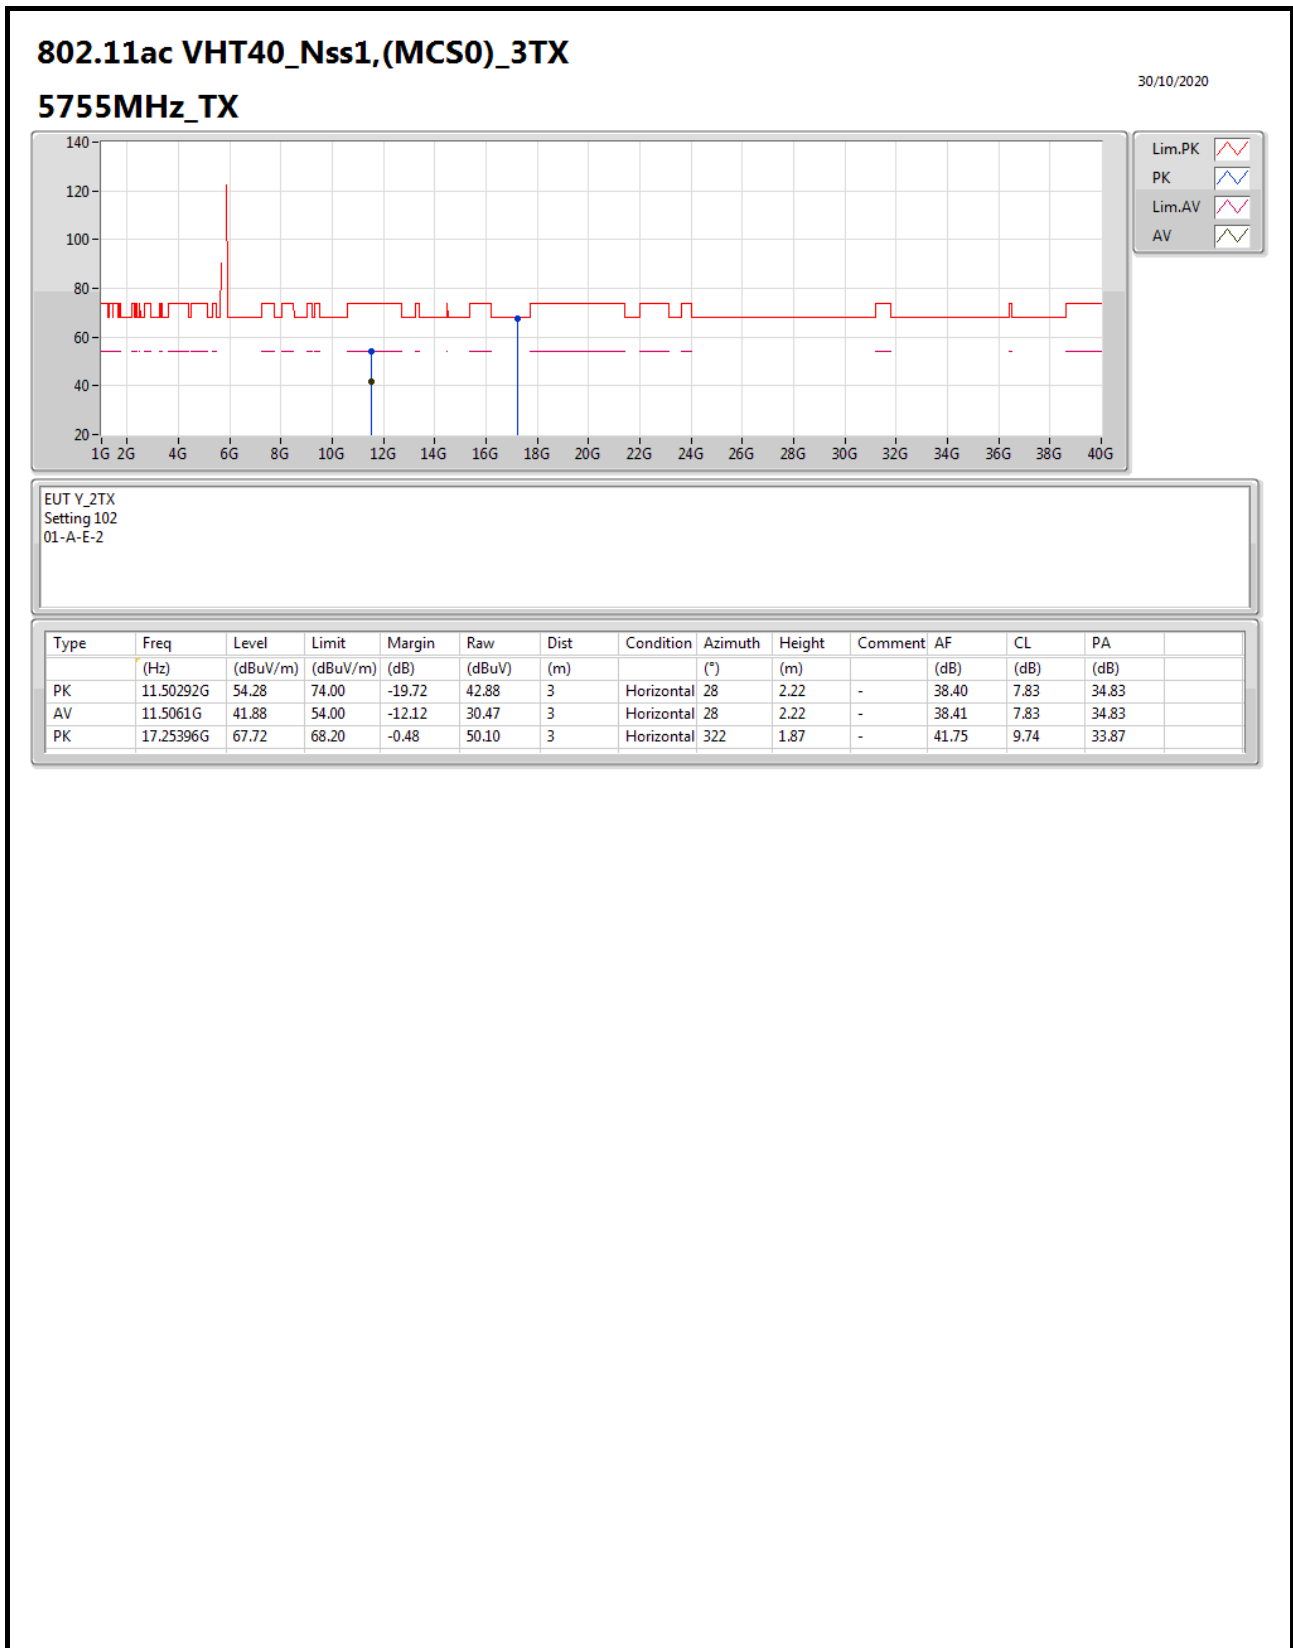 802.11ac VHT40_Nss1,(MCS0)_3TX
30/10/2020
5755MHz_TX
140
120
100
80
60
40
20
1G 2G 4G 6G 8G 10G 12G 14G 16G 18G 20G 22G 24G 26G 28G 30G 32G 34G 36G 38G 40G
Lim.PK
PK
Lim.AV
AV
EUT Y_2TX
Setting 102
01-A-E-2
Type Freq Level Limit Margin Raw Dist Condition Azimuth Height Comment AF CL PA
(Hz) (dBuV/m) (dBuV/m) (dB) (dBuV) (m) (°) (m) (dB) (dB) (dB)
PK 11.50292G 54.28 74.00 -19.72 42.88 3 Horizontal 28 2.22 - 38.40 7.83 34.83
AV 11.5061G 41.88 54.00 -12.12 30.47 3 Horizontal 28 2.22 - 38.41 7.83 34.83
PK 17.25396G 67.72 68.20 -0.48 50.10 3 Horizontal 322 1.87 - 41.75 9.74 33.87